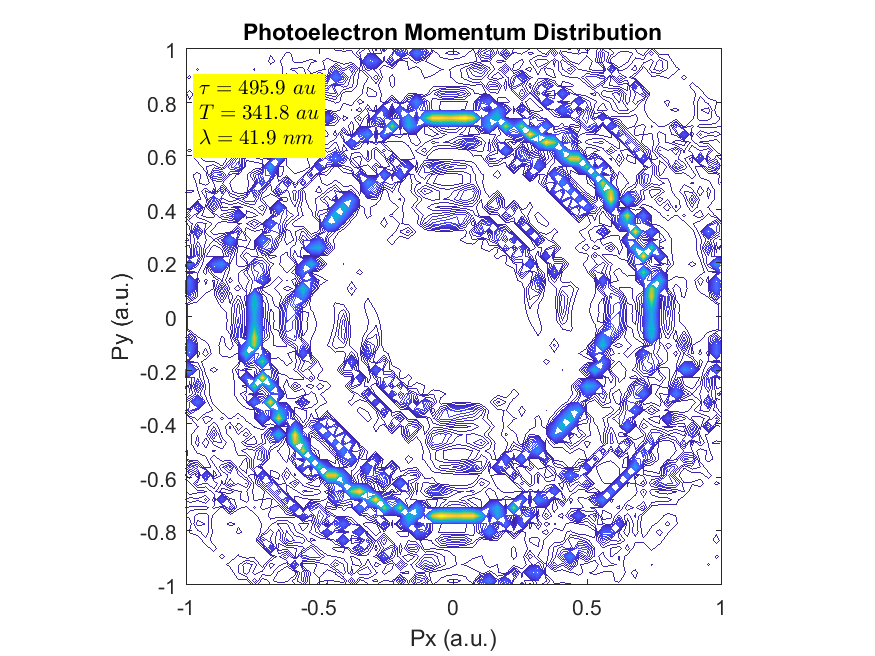 Photoelectron Momentum Distribution
τ = 495.9 au
T = 341.8 au
λ = 41.9 nm
1
0.8
0.6
0.4
0.2
0
-0.2
-0.4
-0.6
-0.8
-1
Py (a.u.)
-1 -0.5 0 0.5 1
Px (a.u.)